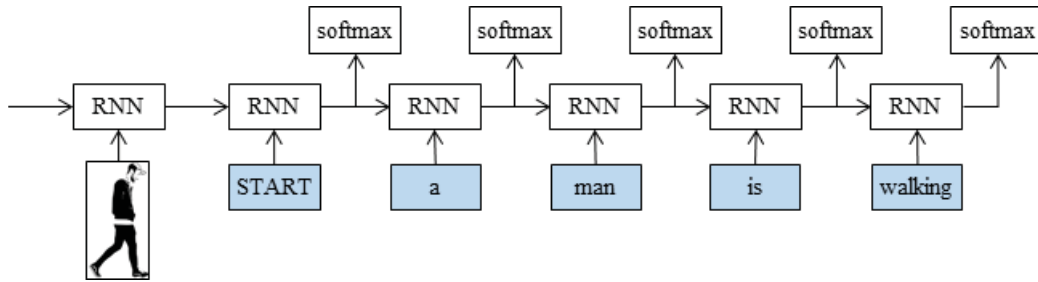 softmax softmax softmax softmax softmax
RNN RNN RNN RNN RNN RNN
START a man is walking